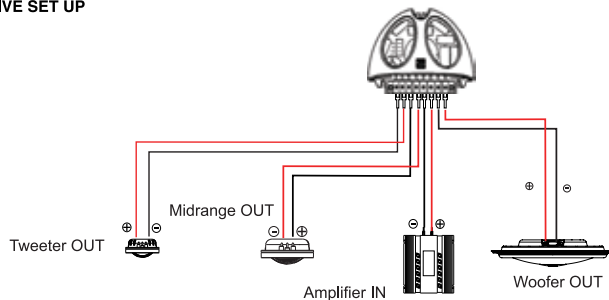 IVE SET UP
Midrange OUT
Tweeter OUT
Amplifier IN
Woofer OUT